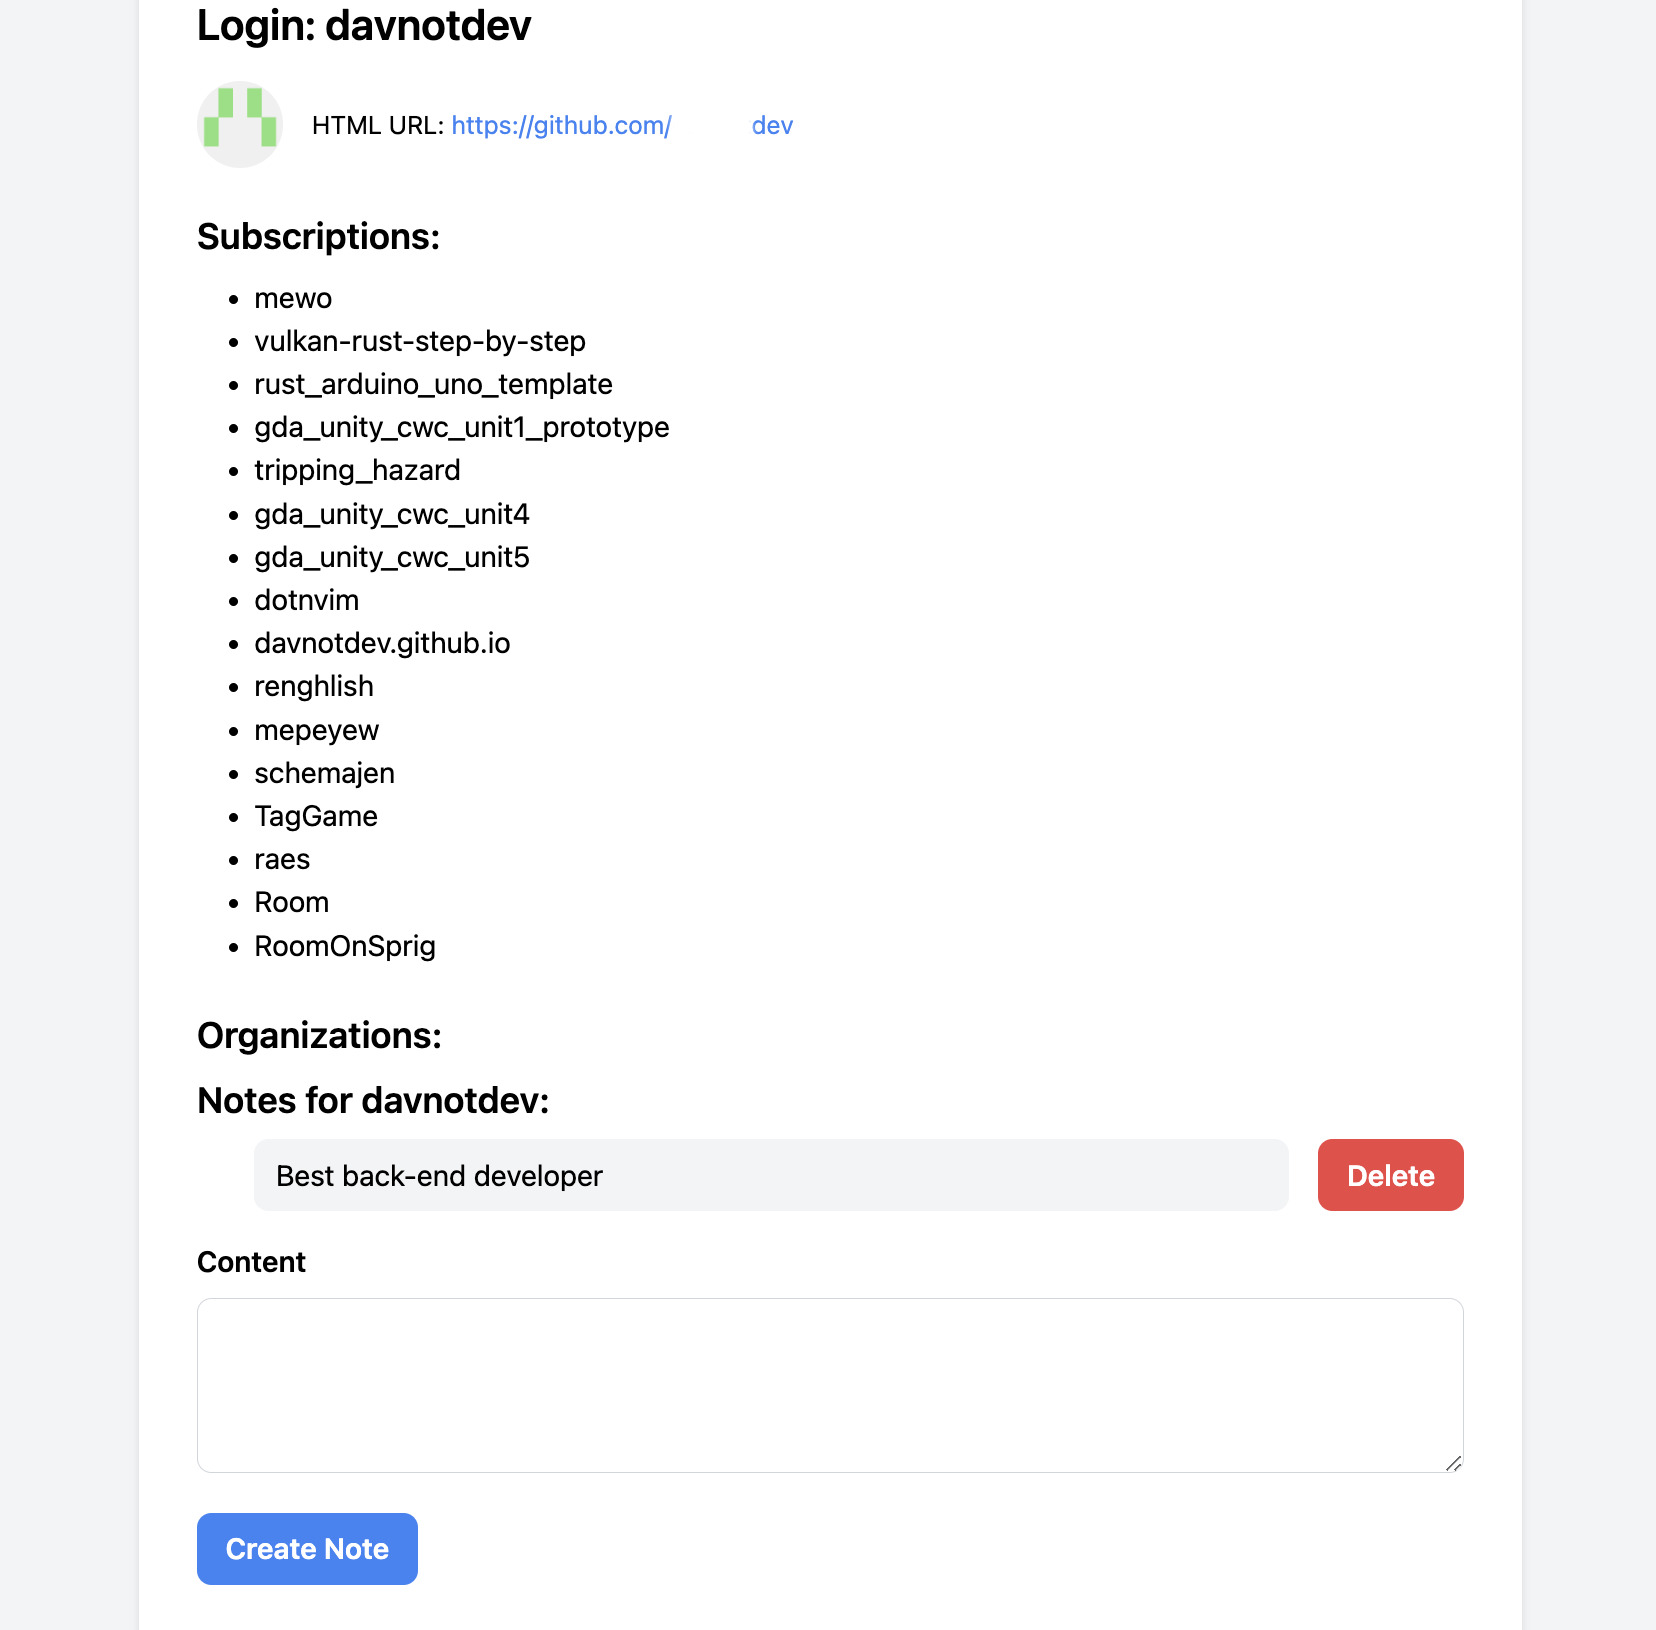 Login: davnotdev
HTML URL: https://github.com/ dev
Subscriptions:
mewo
vulkan-rust-step-by-step
rust_arduino_uno_template
gda_unity_cwc_unit1_prototype
tripping_hazard
gda_unity_cwc_unit4
gda_unity_cwc_unit5
dotnvim
davnotdev.github.io
renghlish
mepeyew
schemajen
TagGame
raes
Room
RoomOnSprig
Organizations:
Notes for davnotdev:
Best back-end developer
Delete
Content
Create Note